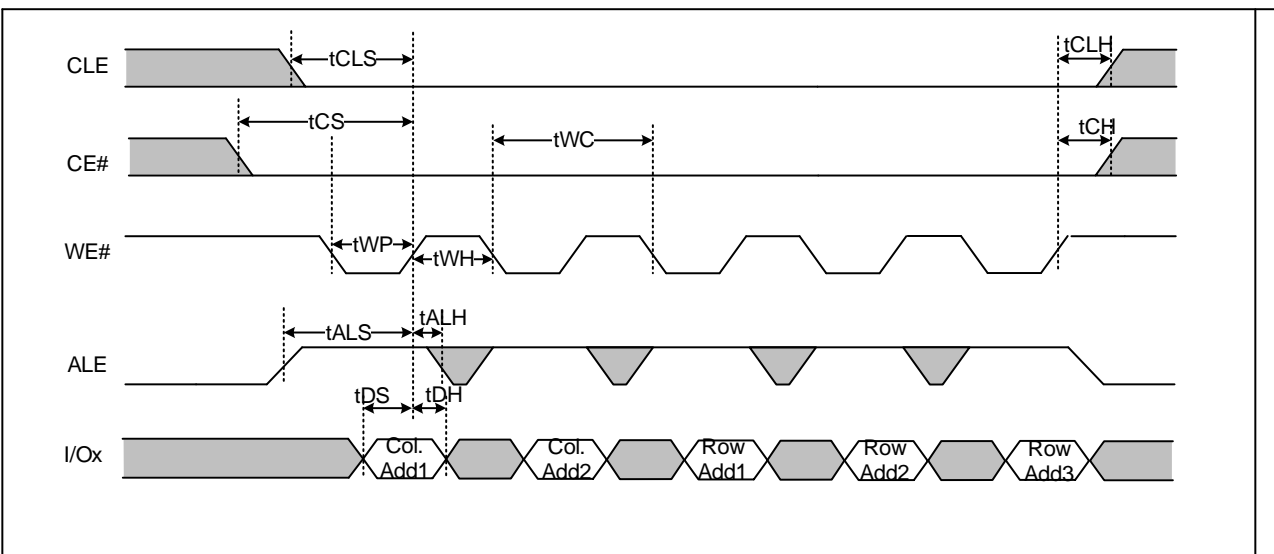 CLE
tCLS
tCLH
CE#
tCS
tWC
tCH
WE#
tWP
tWH
ALE
tALS
tALH
tDS
tDH
I/Ox
Col.
Add1
Col.
Add2
Row
Add1
Row
Add2
Row
Add3